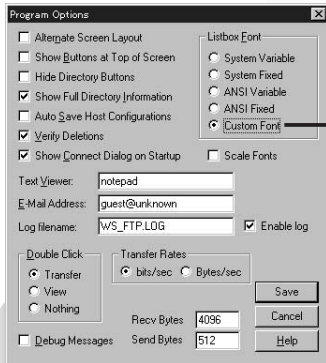 Program Options
Alternate Screen Layout
Show Buttons at Top of Screen
Hide Directory Buttons
Show Full Directory Information
Auto Save Host Configurations
Verify Deletions
Show Connect Dialog on Startup
Listbox Font
System Variable
System Fixed
ANSI Variable
ANSI Fixed
Custom Font
Scale Fonts
Text Viewer: notepad
E-Mail Address: guest@unknown
Log filename: WS_FTP.LOG Enable log
Double Click
Transfer
View
Nothing
Transfer Rates
bits/sec Bytes/sec
Debug Messages
Recv Bytes 4096
Send Bytes 512
Save
Cancel
Help